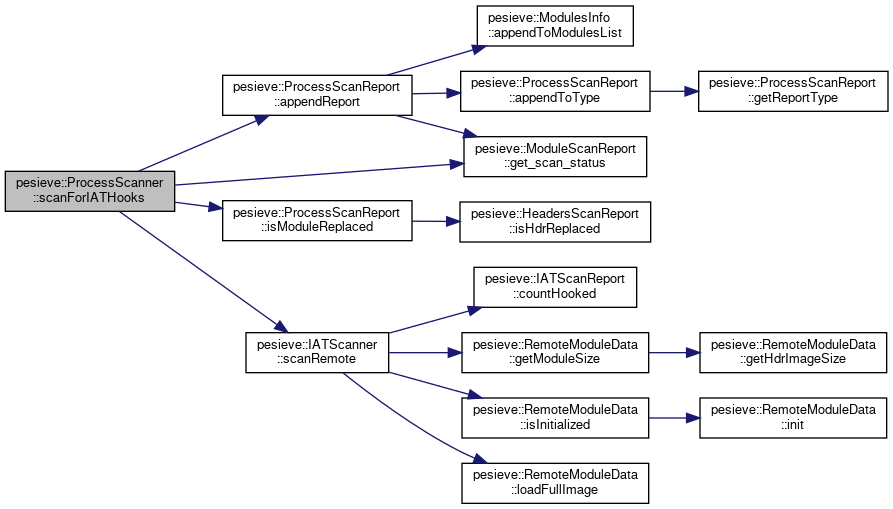 pesieve::ModulesInfo
::appendToModulesList
pesieve::ProcessScanReport
::appendReport
pesieve::ProcessScanReport
::appendToType
pesieve::ProcessScanReport
::getReportType
pesieve::ModuleScanReport
::get_scan_status
pesieve::ProcessScanner
::scanForIATHooks
pesieve::ProcessScanReport
::isModuleReplaced
pesieve::HeadersScanReport
::isHdrReplaced
pesieve::IATScanReport
::countHooked
pesieve::IATScanner
::scanRemote
pesieve::RemoteModuleData
::getModuleSize
pesieve::RemoteModuleData
::getHdrImageSize
pesieve::RemoteModuleData
::isInitialized
pesieve::RemoteModuleData
::init
pesieve::RemoteModuleData
::loadFullImage